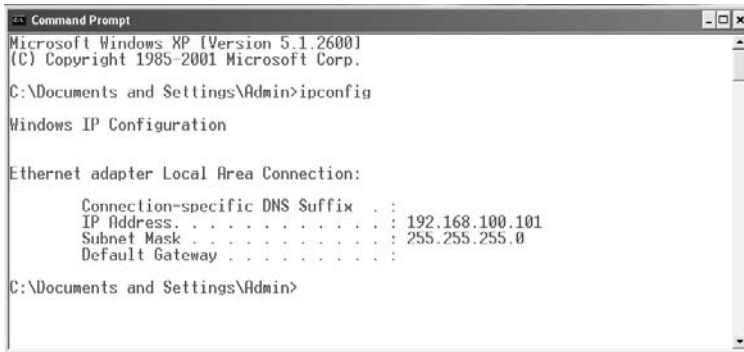 Command Prompt
Microsoft Windows XP [Version 5.1.2600]
(C) Copyright 1985-2001 Microsoft Corp.
C:\Documents and Settings\Admin>ipconfig
Windows IP Configuration
Ethernet adapter Local Area Connection:
Connection-specific DNS Suffix . :
IP Address. . . . . . . . . . . . : 192.168.100.101
Subnet Mask . . . . . . . . . . . : 255.255.255.0
Default Gateway . . . . . . . . . :
C:\Documents and Settings\Admin>